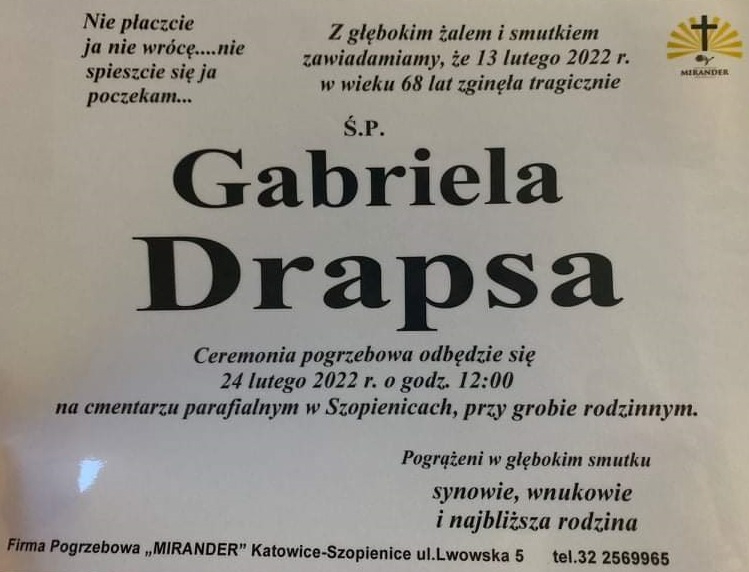 Nie płaczcie
ja nie wrócę....nie
spieszcie się ja
poczekam...
Z głębokim żalem i smutkiem
zawiadamiamy, że 13 lutego 2022 r.
w wieku 68 lat zginęła tragicznie
MIRANDER
Ś.P.
Gabriela
Drapsa
Ceremonia pogrzebowa odbędzie się
24 lutego 2022 r. o godz. 12:00
na cmentarzu parafialnym w Szopienicach, przy grobie rodzinnym.
Pogrążeni w głębokim smutku
synowie, wnukowie
i najbliższa rodzina
Firma Pogrzebowa „MIRANDER" Katowice-Szopienice ul.Lwowska 5 tel.32 2569965